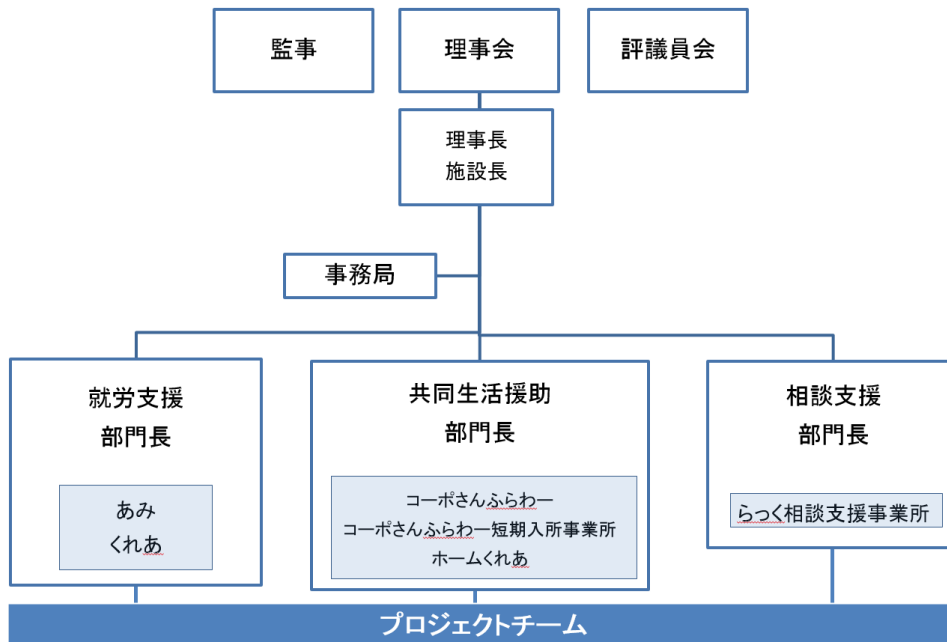 監事
理事会
評議員会
理事長
施設長
事務局
就労支援
部門長
あみ
くれあ
共同生活援助
部門長
コーポさんふらわー
コーポさんふらわー短期入所事業所
ホームくれあ
相談支援
部門長
らっく相談支援事業所
プロジェクトチーム